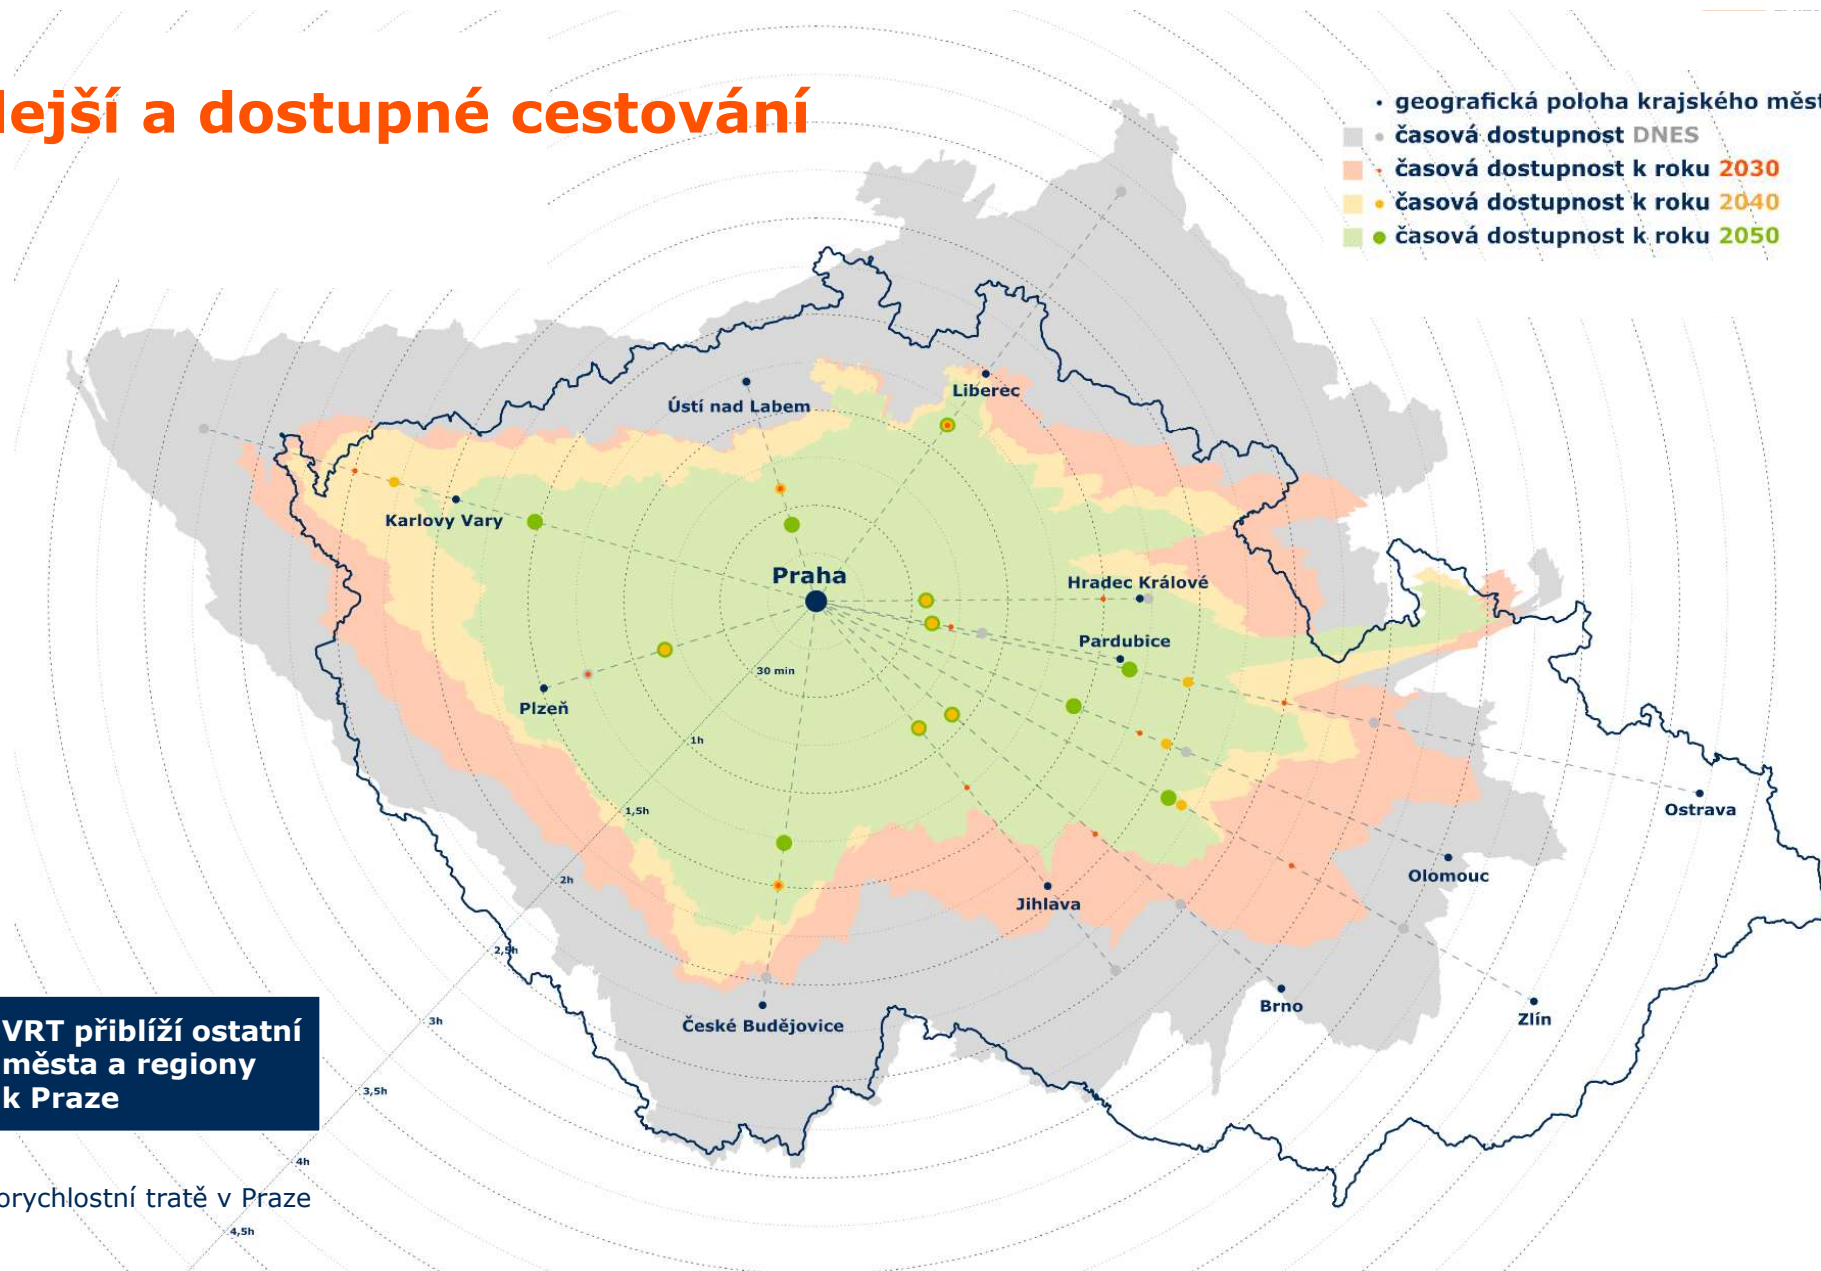 lejší a dostupné cestování
geografická poloha krajského měst
časová dostupnost DNES
časová dostupnost k roku 2030
časová dostupnost k roku 2040
časová dostupnost k roku 2050
Liberec
Ústí nad Labem
Karlovy Vary
Praha
Hradec Králové
Pardubice
30 min
Plzeň
1h
1,5h
Ostrava
2h
Olomouc
Jihlava
2,5h
Brno
Zlín
České Budějovice
3h
VRT přiblíží ostatní
města a regiony
k Praze
3,5h
4h
orychlostní tratě v Praze
4,5h